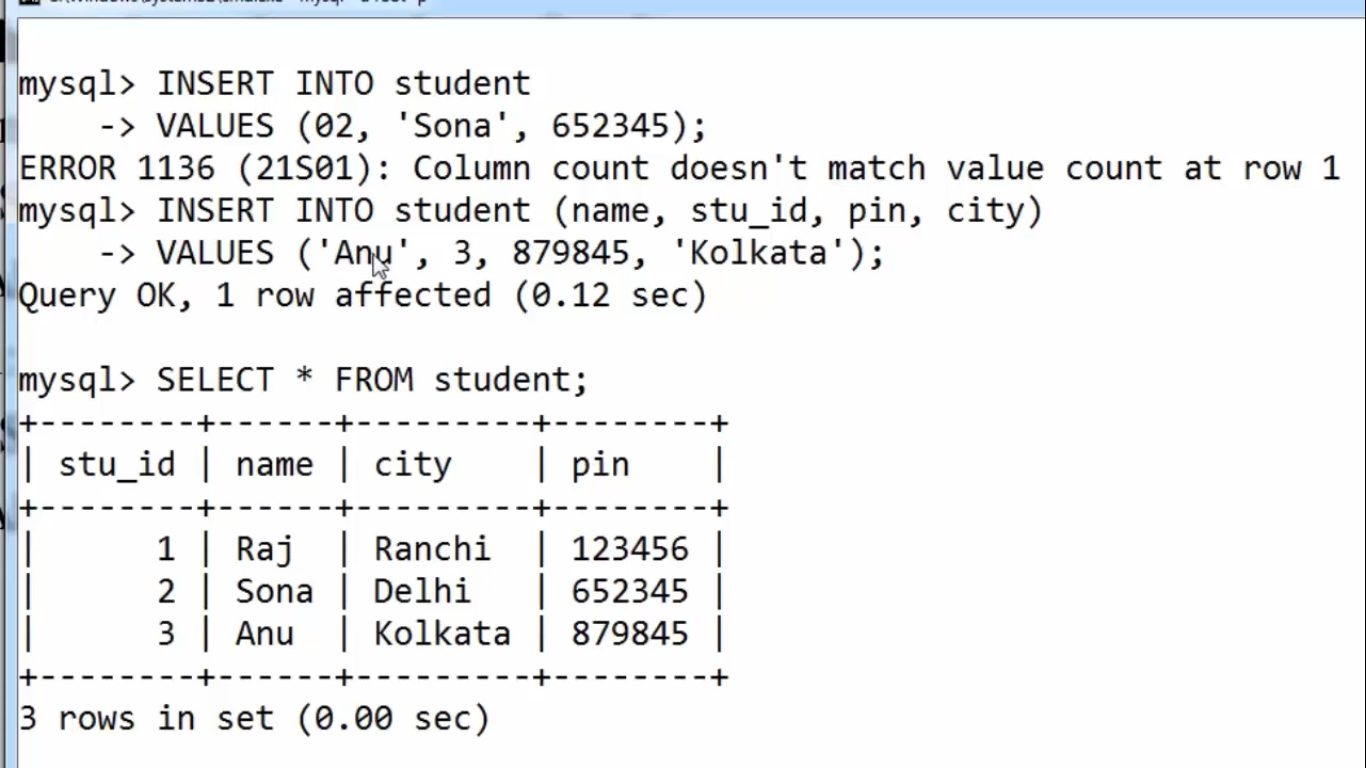 mysql> INSERT INTO student
    -> VALUES (02, 'Sona', 652345);
ERROR 1136 (21S01): Column count doesn't match value count at row 1
mysql> INSERT INTO student (name, stu_id, pin, city)
    -> VALUES ('Anu', 3, 879845, 'Kolkata');
Query OK, 1 row affected (0.12 sec)
mysql> SELECT * FROM student;
+--------+------+---------+--------+
| stu_id | name | city    | pin    |
+--------+------+---------+--------+
|      1 | Raj  | Ranchi  | 123456 |
|      2 | Sona | Delhi   | 652345 |
|      3 | Anu  | Kolkata | 879845 |
+--------+------+---------+--------+
3 rows in set (0.00 sec)